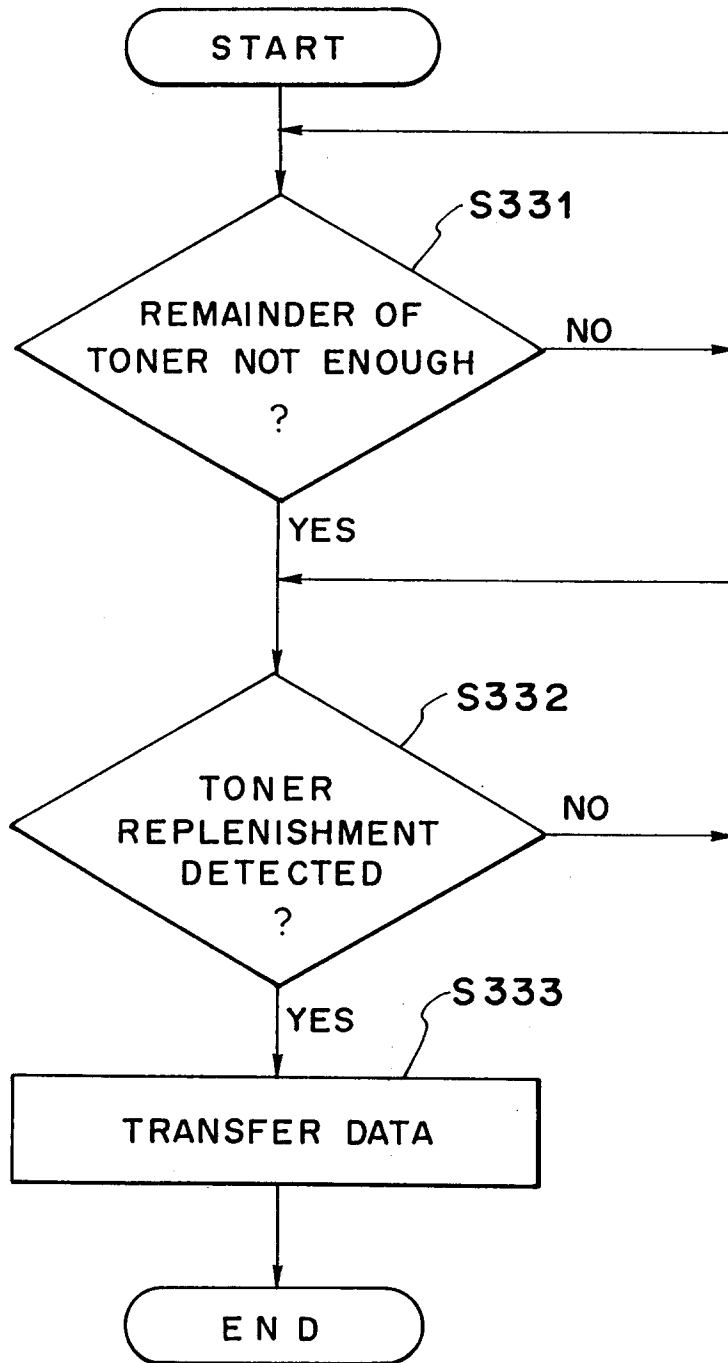 START
S331
REMAINDER OF
TONER NOT ENOUGH
?
NO
YES
S332
TONER
REPLENISHMENT
DETECTED
?
NO
YES
S333
TRANSFER DATA
END